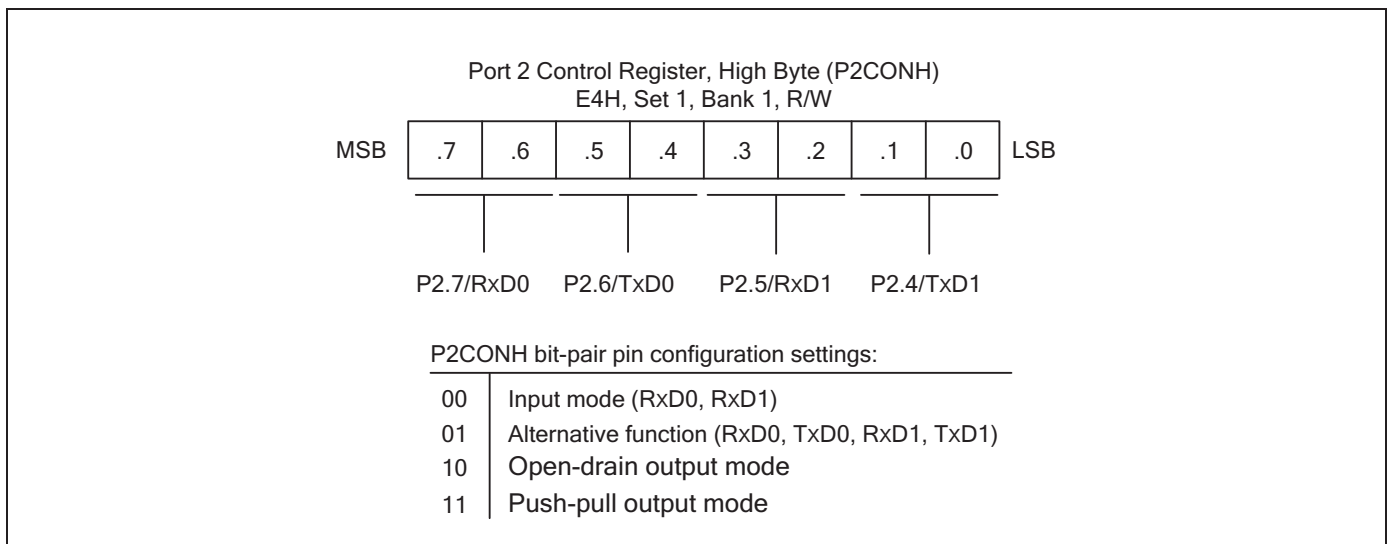 Port 2 Control Register, High Byte (P2CONH)
E4H, Set 1, Bank 1, R/W
MSB .7 .6 .5 .4 .3 .2 .1 .0 LSB
P2.7/RxD0 P2.6/TxD0 P2.5/RxD1 P2.4/TxD1
P2CONH bit-pair pin configuration settings:
00 Input mode (RxD0, RxD1)
01 Alternative function (RxD0, TxD0, RxD1, TxD1)
10 Open-drain output mode
11 Push-pull output mode